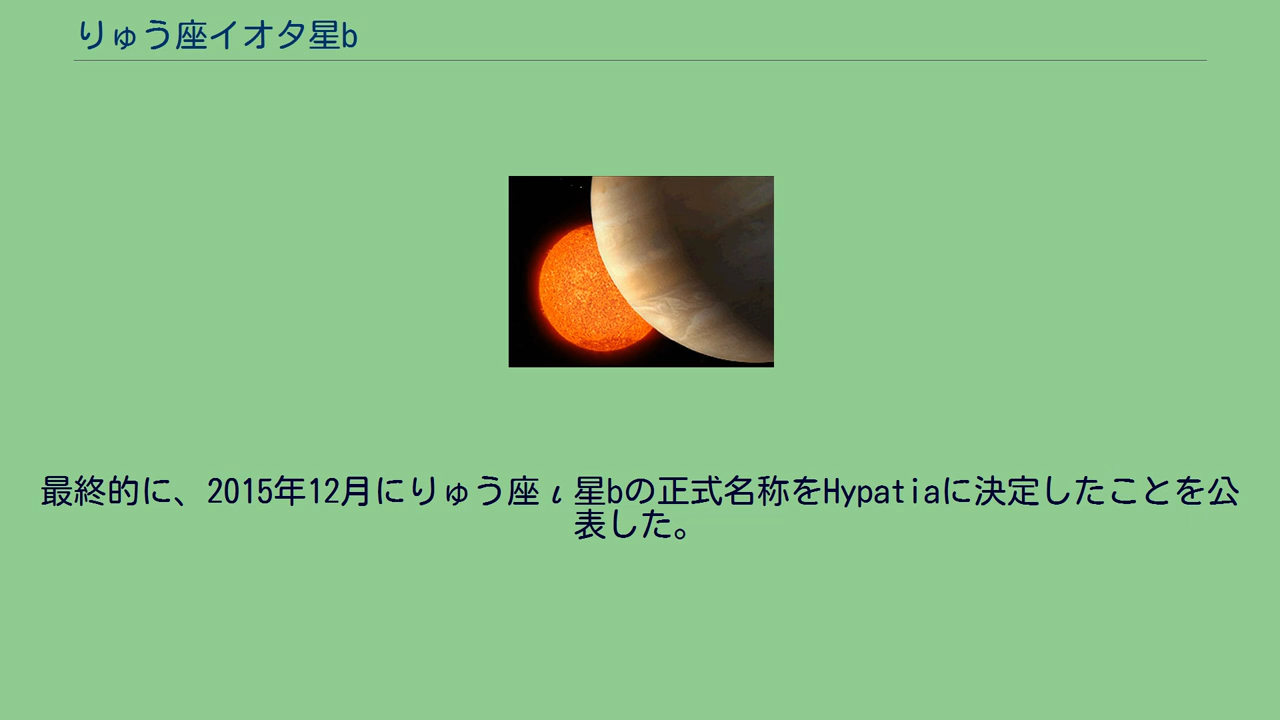 りゅう座イオタ星b
最終的に、2015年12月にりゅう座ι星bの正式名称をHypatiaに決定したことを公
表した。